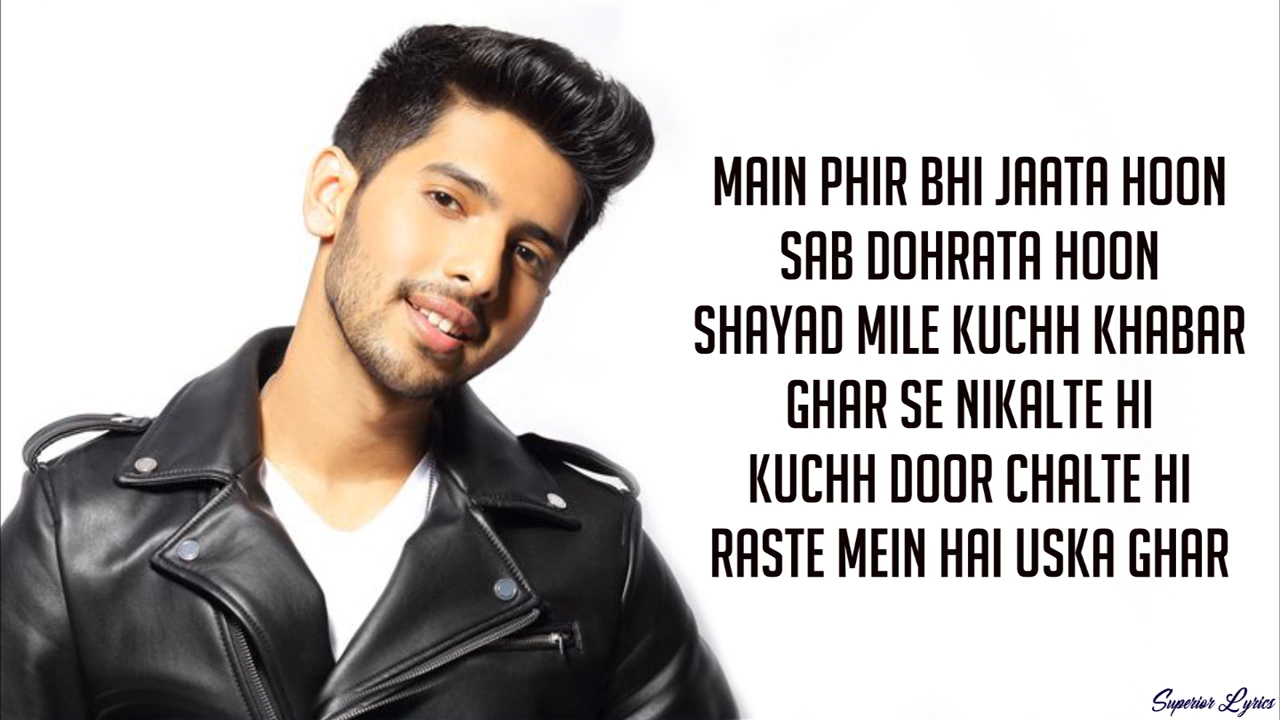 MAIN PHIR BHI JAATA HOON
SAB DOHRATA HOON
SHAYAD MILE KUCHH KHABAR
GHAR SE NIKALTE HI
KUCHH DOOR CHALTE HI
RASTE MEIN HAI USKA GHAR
Superior Lyrics